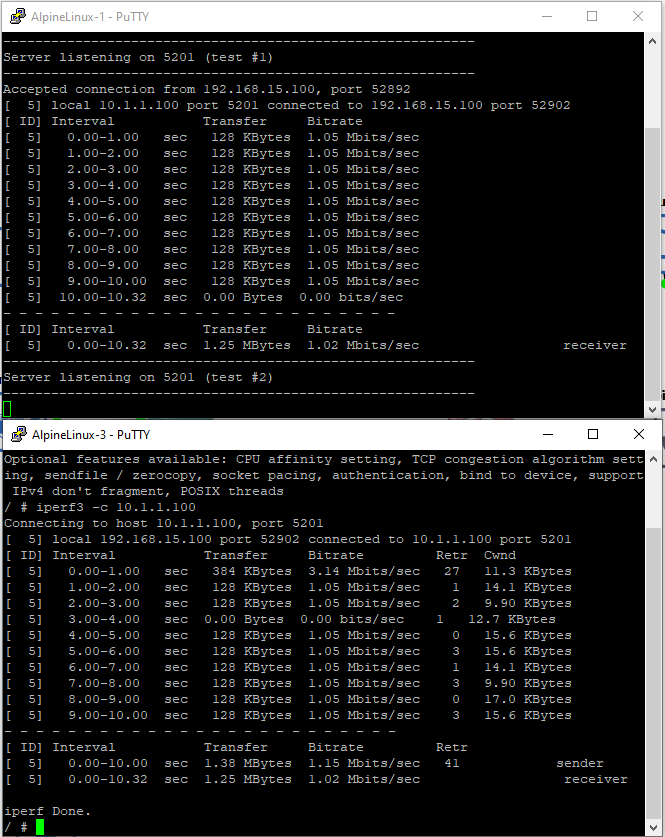 AlpineLinux-1 - PuTTY
-----------------------------------------------------------
Server listening on 5201 (test #1)
-----------------------------------------------------------
Accepted connection from 192.168.15.100, port 52892
[  5] local 10.1.1.100 port 5201 connected to 192.168.15.100 port 52902
[ ID] Interval           Transfer     Bitrate
[  5]   0.00-1.00   sec   128 KBytes  1.05 Mbits/sec
[  5]   1.00-2.00   sec   128 KBytes  1.05 Mbits/sec
[  5]   2.00-3.00   sec   128 KBytes  1.05 Mbits/sec
[  5]   3.00-4.00   sec   128 KBytes  1.05 Mbits/sec
[  5]   4.00-5.00   sec   128 KBytes  1.05 Mbits/sec
[  5]   5.00-6.00   sec   128 KBytes  1.05 Mbits/sec
[  5]   6.00-7.00   sec   128 KBytes  1.05 Mbits/sec
[  5]   7.00-8.00   sec   128 KBytes  1.05 Mbits/sec
[  5]   8.00-9.00   sec   128 KBytes  1.05 Mbits/sec
[  5]   9.00-10.00  sec   128 KBytes  1.05 Mbits/sec
[  5]  10.00-10.32  sec  0.00 Bytes  0.00 bits/sec
- - - - - - - - - - - - - - - - - - - - - - - - -
[ ID] Interval           Transfer     Bitrate
[  5]   0.00-10.32  sec  1.25 MBytes  1.02 Mbits/sec                  receiver
-----------------------------------------------------------
Server listening on 5201 (test #2)
-----------------------------------------------------------
AlpineLinux-3 - PuTTY
Optional features available: CPU affinity setting, TCP congestion algorithm sett
ing, sendfile / zerocopy, socket pacing, authentication, bind to device, support
 IPv4 don't fragment, POSIX threads
/ # iperf3 -c 10.1.1.100
Connecting to host 10.1.1.100, port 5201
[  5] local 192.168.15.100 port 52902 connected to 10.1.1.100 port 5201
[ ID] Interval           Transfer     Bitrate         Retr  Cwnd
[  5]   0.00-1.00   sec   384 KBytes  3.14 Mbits/sec   27   11.3 KBytes
[  5]   1.00-2.00   sec   128 KBytes  1.05 Mbits/sec    1   14.1 KBytes
[  5]   2.00-3.00   sec   128 KBytes  1.05 Mbits/sec    2   9.90 KBytes
[  5]   3.00-4.00   sec  0.00 Bytes  0.00 bits/sec    1   12.7 KBytes
[  5]   4.00-5.00   sec   128 KBytes  1.05 Mbits/sec    0   15.6 KBytes
[  5]   5.00-6.00   sec   128 KBytes  1.05 Mbits/sec    3   15.6 KBytes
[  5]   6.00-7.00   sec   128 KBytes  1.05 Mbits/sec    1   14.1 KBytes
[  5]   7.00-8.00   sec   128 KBytes  1.05 Mbits/sec    3   9.90 KBytes
[  5]   8.00-9.00   sec   128 KBytes  1.05 Mbits/sec    0   17.0 KBytes
[  5]   9.00-10.00  sec   128 KBytes  1.05 Mbits/sec    3   15.6 KBytes
- - - - - - - - - - - - - - - - - - - - - - - - -
[ ID] Interval           Transfer     Bitrate         Retr
[  5]   0.00-10.00  sec  1.38 MBytes  1.15 Mbits/sec   41             sender
[  5]   0.00-10.32  sec  1.25 MBytes  1.02 Mbits/sec                  receiver
iperf Done.
/ #